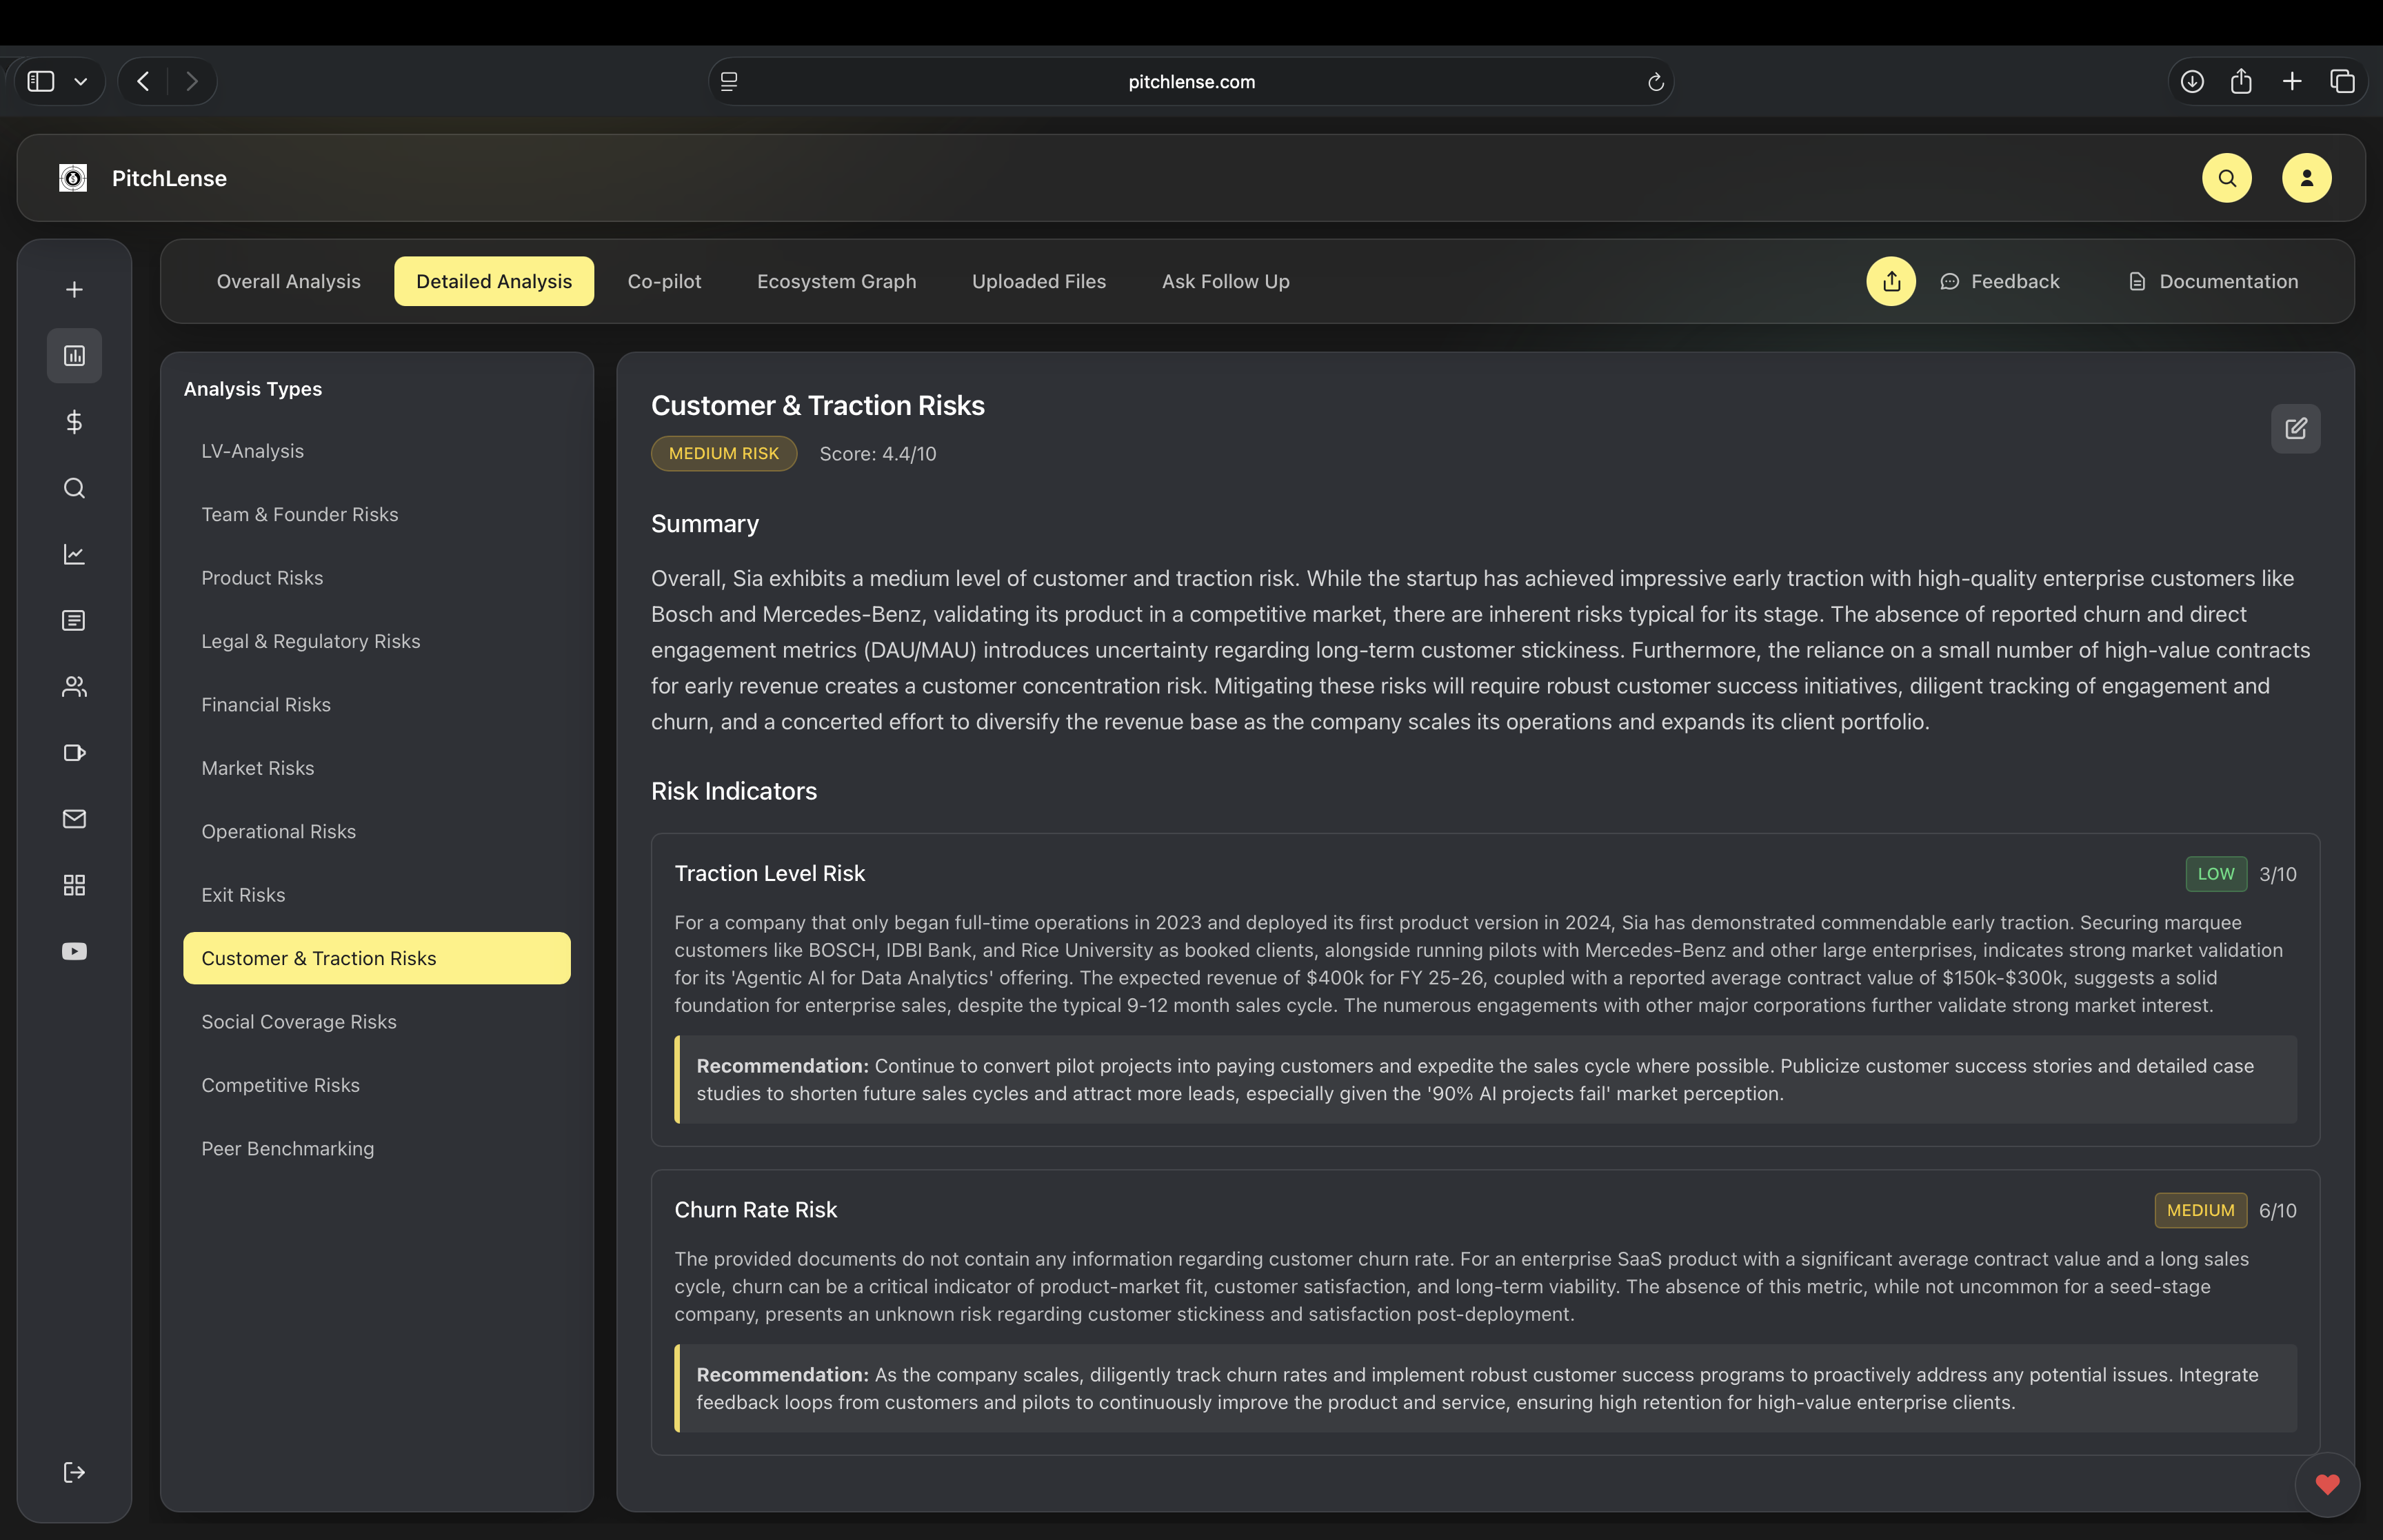 pitchlense.com
PitchLense
Overall Analysis
Detailed Analysis
Co-pilot
Ecosystem Graph
Uploaded Files
Ask Follow Up
Feedback
Documentation
Analysis Types
LV-Analysis
Team & Founder Risks
Product Risks
Legal & Regulatory Risks
Financial Risks
Market Risks
Operational Risks
Exit Risks
Customer & Traction Risks
Social Coverage Risks
Competitive Risks
Peer Benchmarking
Customer & Traction Risks
MEDIUM RISK
Score: 4.4/10
Summary
Overall, Sia exhibits a medium level of customer and traction risk. While the startup has achieved impressive early traction with high-quality enterprise customers like
Bosch and Mercedes-Benz, validating its product in a competitive market, there are inherent risks typical for its stage. The absence of reported churn and direct
engagement metrics (DAU/MAU) introduces uncertainty regarding long-term customer stickiness. Furthermore, the reliance on a small number of high-value contracts
for early revenue creates a customer concentration risk. Mitigating these risks will require robust customer success initiatives, diligent tracking of engagement and
churn, and a concerted effort to diversify the revenue base as the company scales its operations and expands its client portfolio.
Risk Indicators
Traction Level Risk
LOW
3/10
For a company that only began full-time operations in 2023 and deployed its first product version in 2024, Sia has demonstrated commendable early traction. Securing marquee
customers like BOSCH, IDBI Bank, and Rice University as booked clients, alongside running pilots with Mercedes-Benz and other large enterprises, indicates strong market validation
for its 'Agentic AI for Data Analytics' offering. The expected revenue of $400k for FY 25-26, coupled with a reported average contract value of $150k-$300k, suggests a solid
foundation for enterprise sales, despite the typical 9-12 month sales cycle. The numerous engagements with other major corporations further validate strong market interest.
Recommendation: Continue to convert pilot projects into paying customers and expedite the sales cycle where possible. Publicize customer success stories and detailed case
studies to shorten future sales cycles and attract more leads, especially given the '90% AI projects fail' market perception.
Churn Rate Risk
MEDIUM
6/10
The provided documents do not contain any information regarding customer churn rate. For an enterprise SaaS product with a significant average contract value and a long sales
cycle, churn can be a critical indicator of product-market fit, customer satisfaction, and long-term viability. The absence of this metric, while not uncommon for a seed-stage
company, presents an unknown risk regarding customer stickiness and satisfaction post-deployment.
Recommendation: As the company scales, diligently track churn rates and implement robust customer success programs to proactively address any potential issues. Integrate
feedback loops from customers and pilots to continuously improve the product and service, ensuring high retention for high-value enterprise clients.